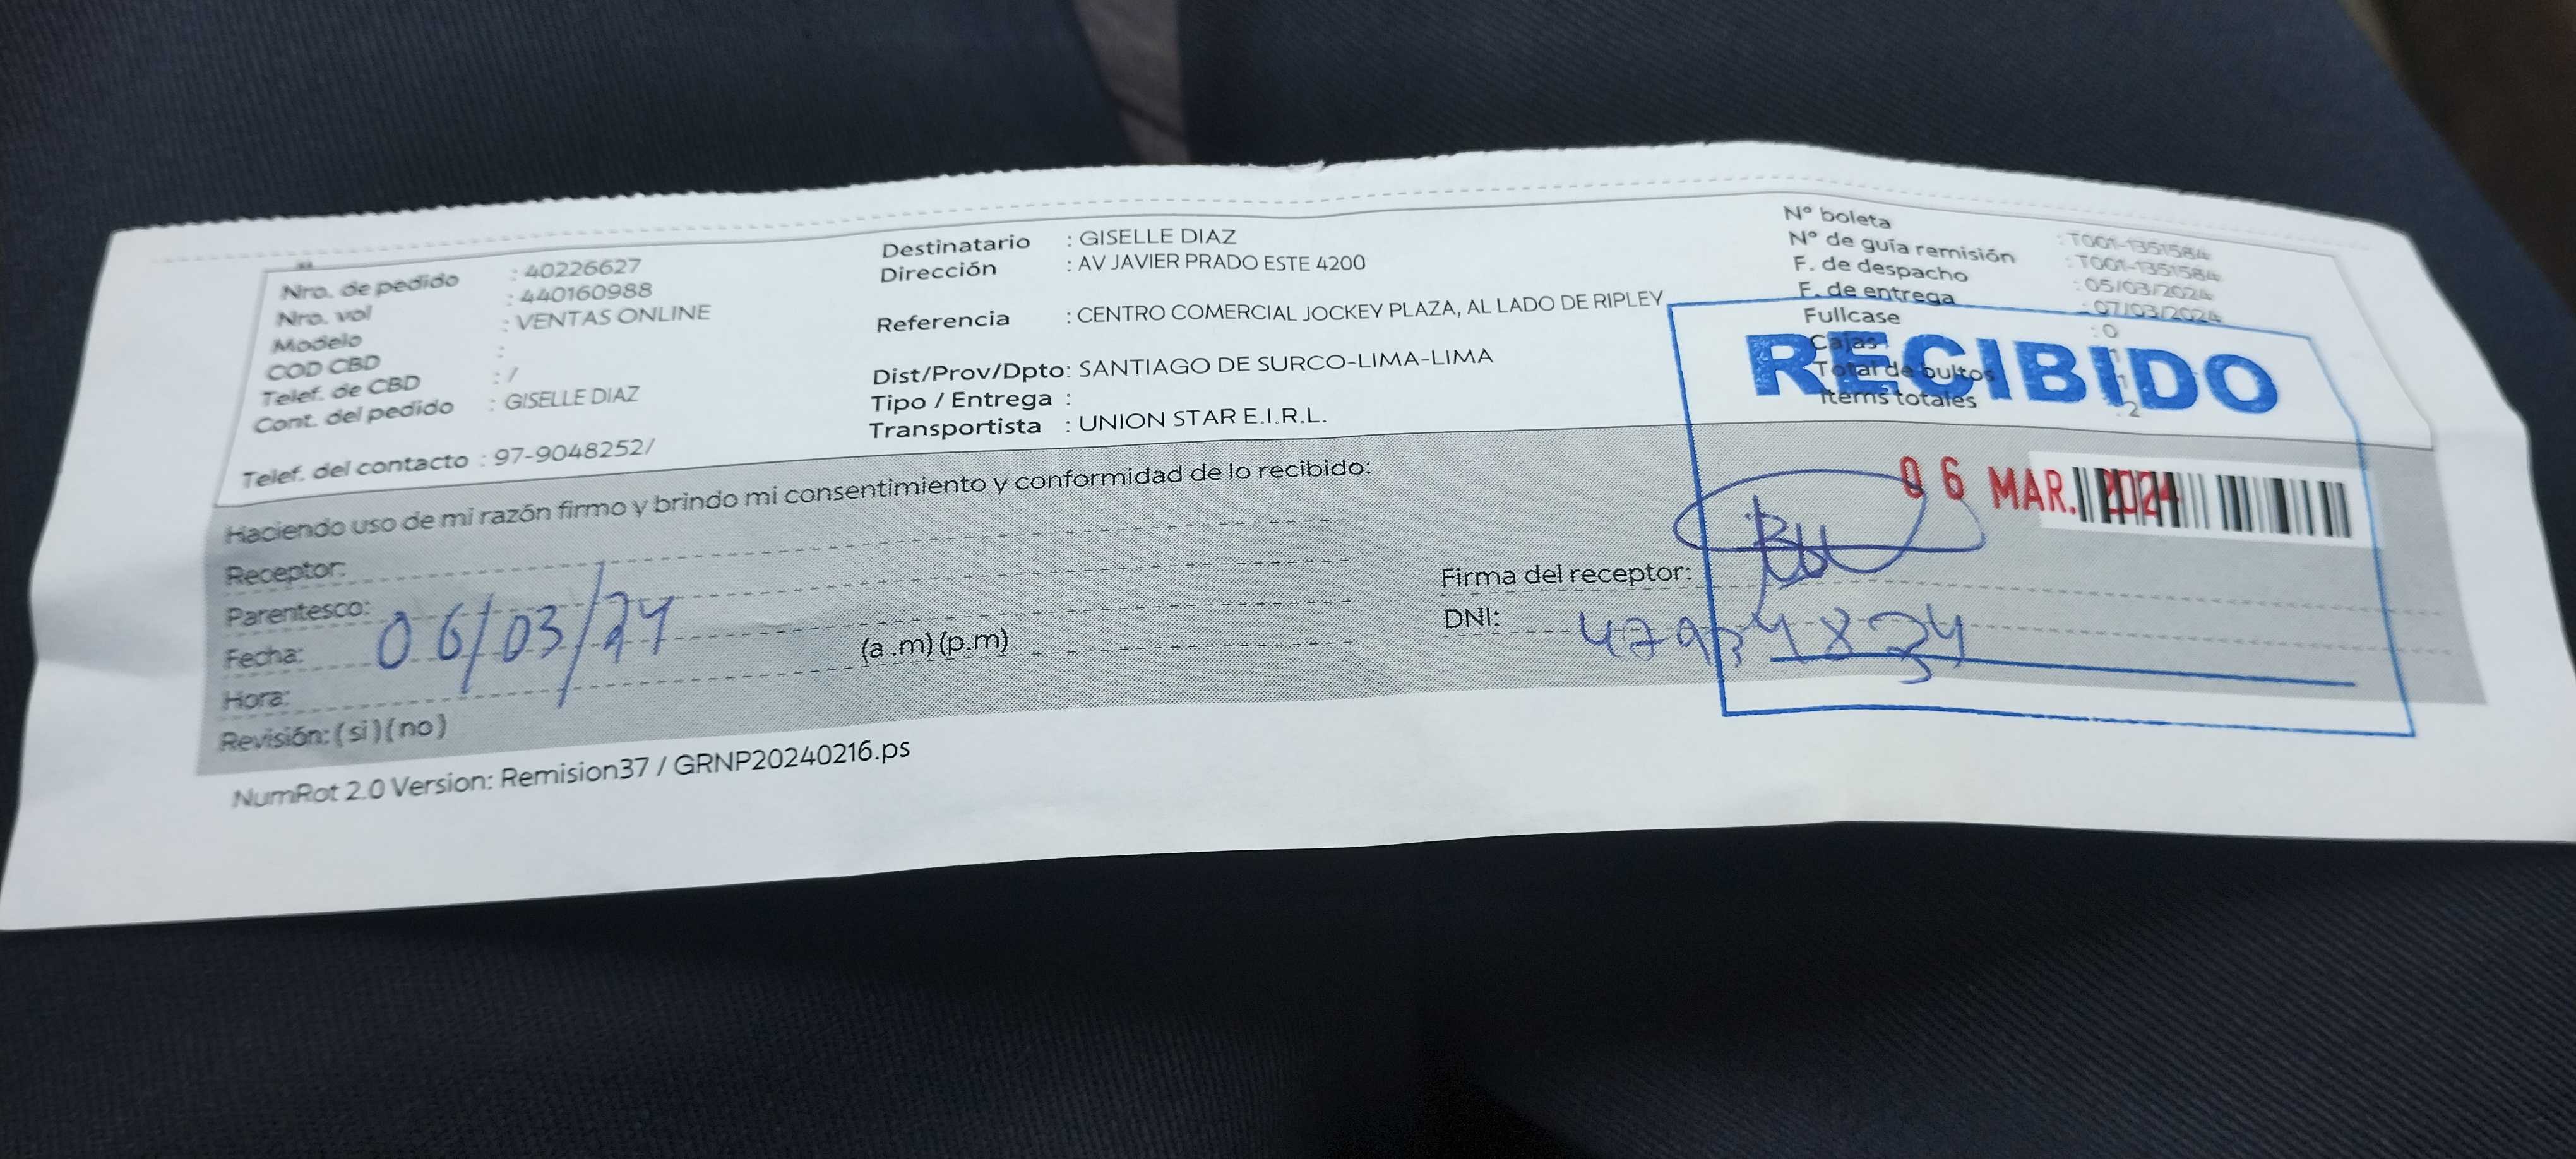 Nro. de pedido : 40226627
Nro. vol : 440160988
Modelo : VENTAS ONLINE
COD CBD :
Telef. de CBD : /
Cont. del pedido : GISELLE DIAZ
Telef. del contacto : 97-9048252/
Destinatario : GISELLE DIAZ
Dirección : AV JAVIER PRADO ESTE 4200
Referencia : CENTRO COMERCIAL JOCKEY PLAZA, AL LADO DE RIPLEY
Dist/Prov/Dpto: SANTIAGO DE SURCO-LIMA-LIMA
Tipo / Entrega :
Transportista : UNION STAR E.I.R.L.
N° boleta : T001-1351584
N° de guía remisión : T001-1351584
F. de despacho : 05/03/2024
F. de entrega : 07/03/2024
Fullcase : 0
Cajas : 1
Total de bultos : 1
Items totales : 2
RECIBIDO
06 MAR. 2024
Haciendo uso de mi razón firmo y brindo mi consentimiento y conformidad de lo recibido:
Receptor:
Parentesco:
Fecha: 06/03/24
Hora: (a .m) (p.m)
Revisión: ( si ) ( no )
Firma del receptor:
DNI:
NumRot 2.0 Version: Remision37 / GRNP20240216.ps